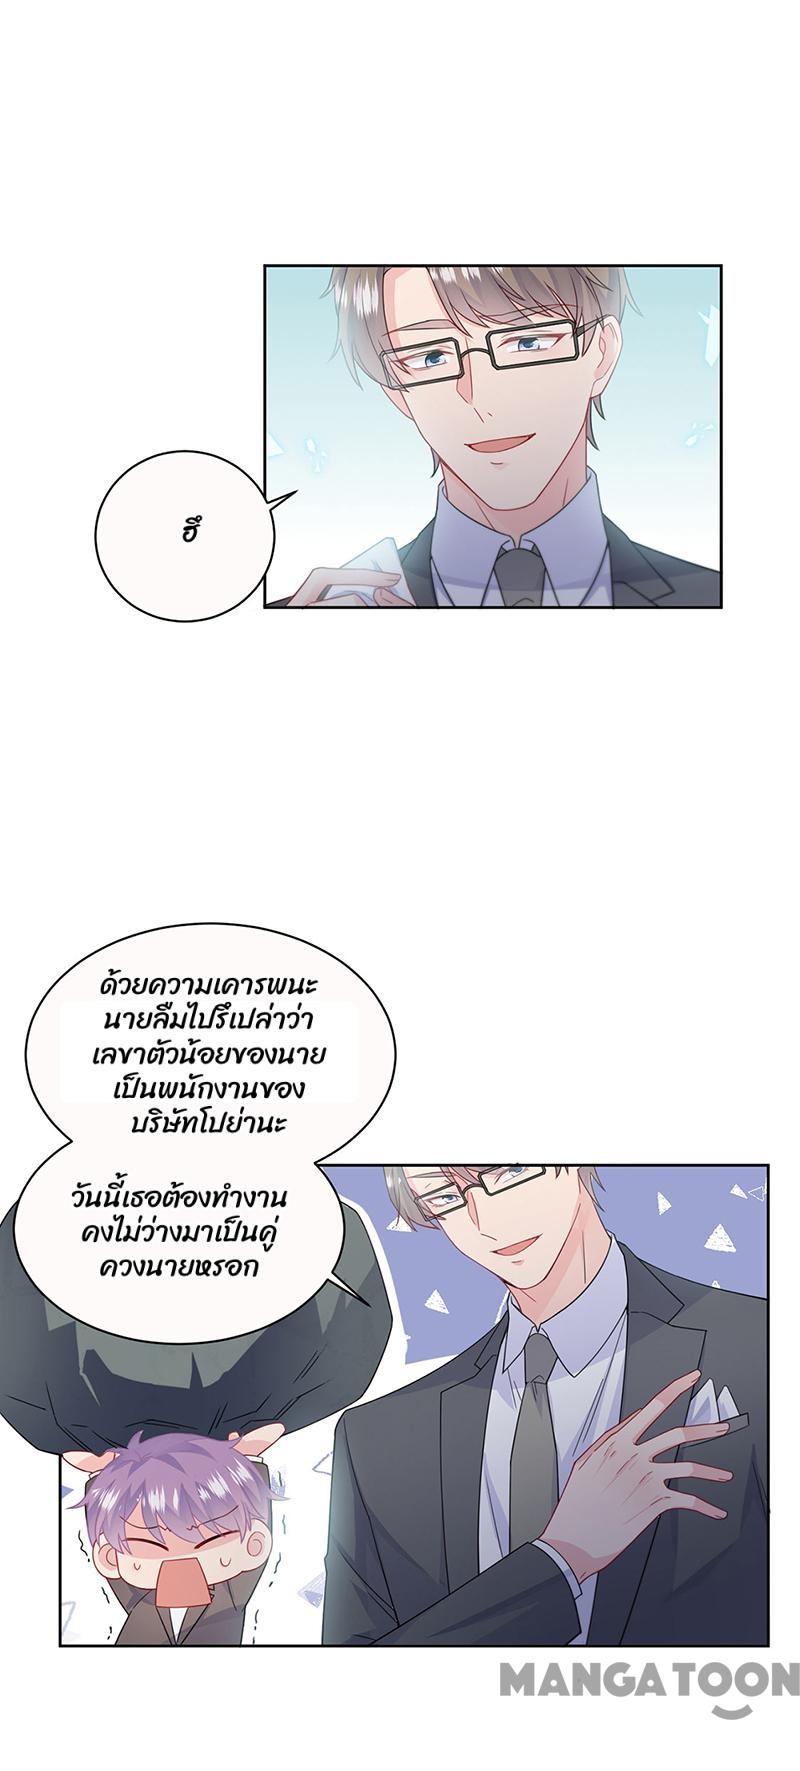 ฮึ
ด้วยความเคารพนะ
นายลืมไปรึเปล่าว่า
เลขาตัวน้อยของนาย
เป็นพนักงานของ
บริษัทโปย่านะ
วันนี้เธอต้องทำงาน
คงไม่ว่างมาเป็นคู่
ควงนายหรอก
MANGATOON